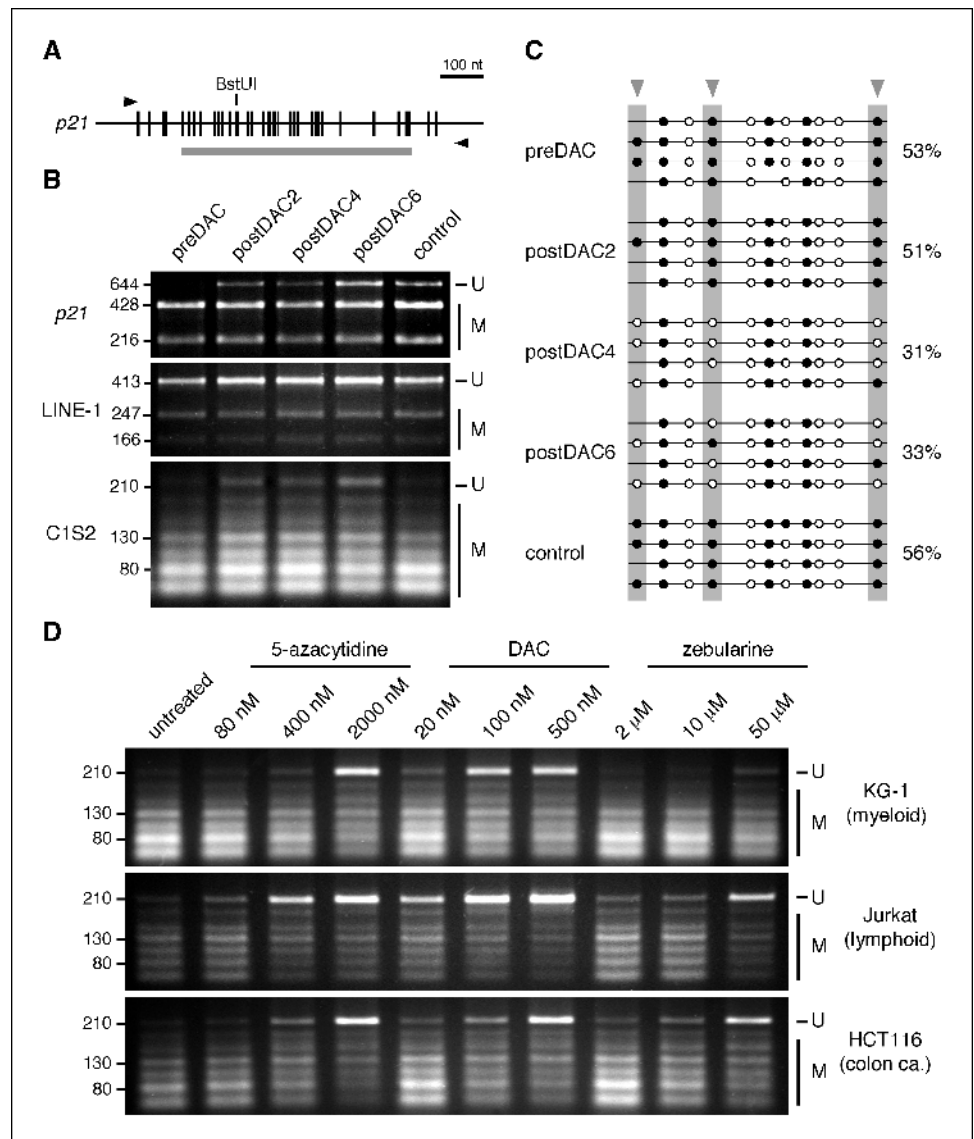 A
100 nt
BstUI
p21
B
preDAC
postDAC2
postDAC4
postDAC6
control
p21
644
428
216
U
M
LINE-1
413
247
166
U
M
C1S2
210
130
80
U
M
C
preDAC
53%
postDAC2
51%
postDAC4
31%
postDAC6
33%
control
56%
D
5-azacytidine
DAC
zebularine
untreated
80 nM
400 nM
2000 nM
20 nM
100 nM
500 nM
2 μM
10 μM
50 μM
210
130
80
U
M
KG-1
(myeloid)
210
130
80
U
M
Jurkat
(lymphoid)
210
130
80
U
M
HCT116
(colon ca.)